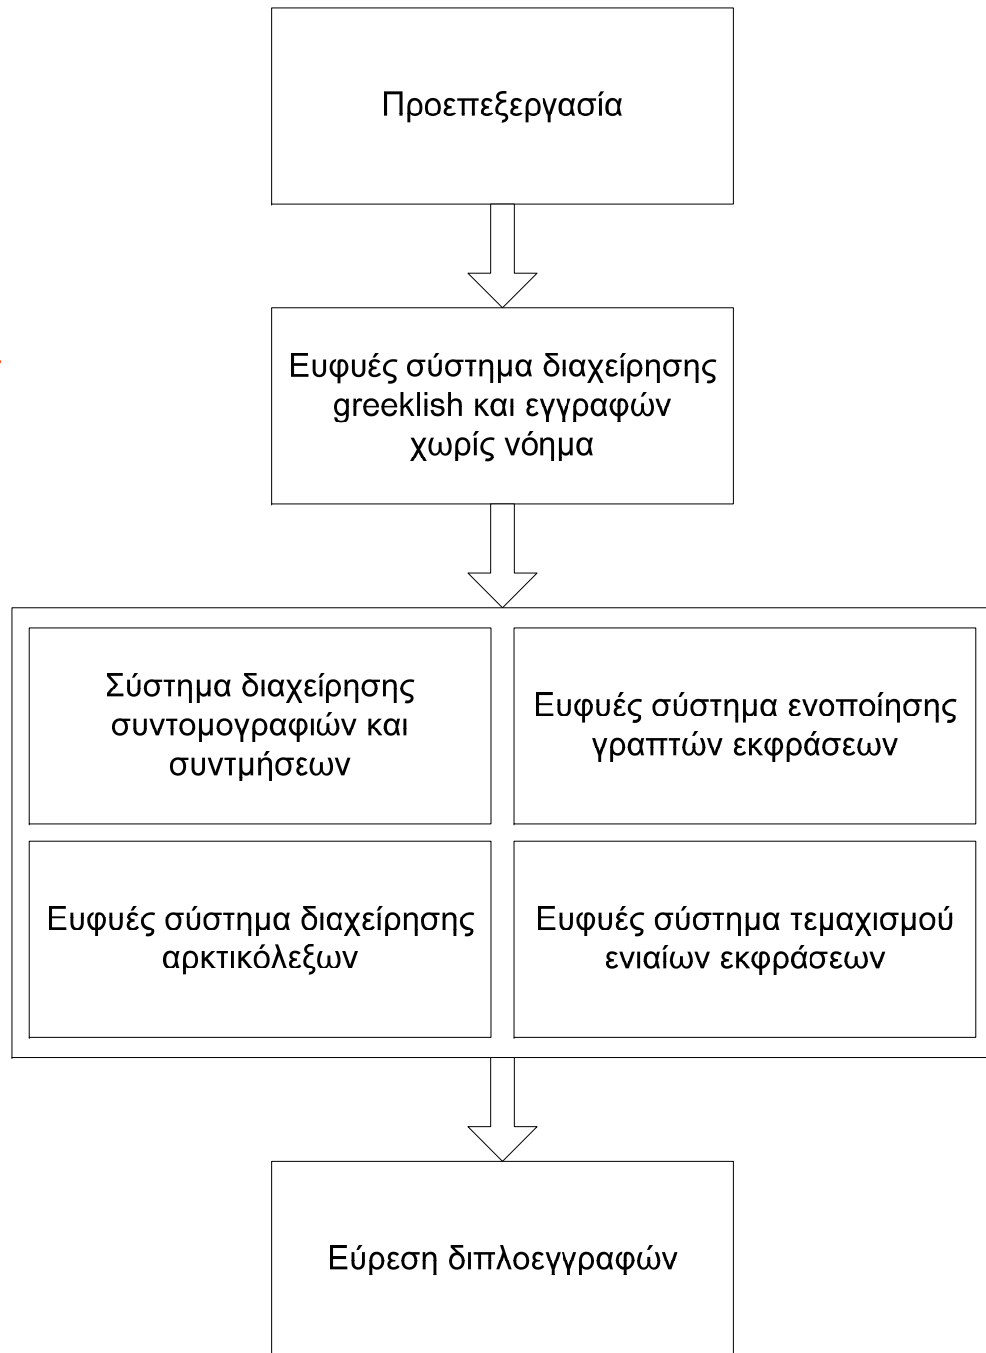 Προεπεξεργασία
Ευφυές σύστημα διαχείρησης
greeklish και εγγραφών
χωρίς νόημα
Σύστημα διαχείρησης
συντομογραφιών και
συντμήσεων
Ευφυές σύστημα ενοποίησης
γραπτών εκφράσεων
Ευφυές σύστημα διαχείρησης
αρκτικόλεξων
Ευφυές σύστημα τεμαχισμού
ενιαίων εκφράσεων
Εύρεση διπλοεγγραφών